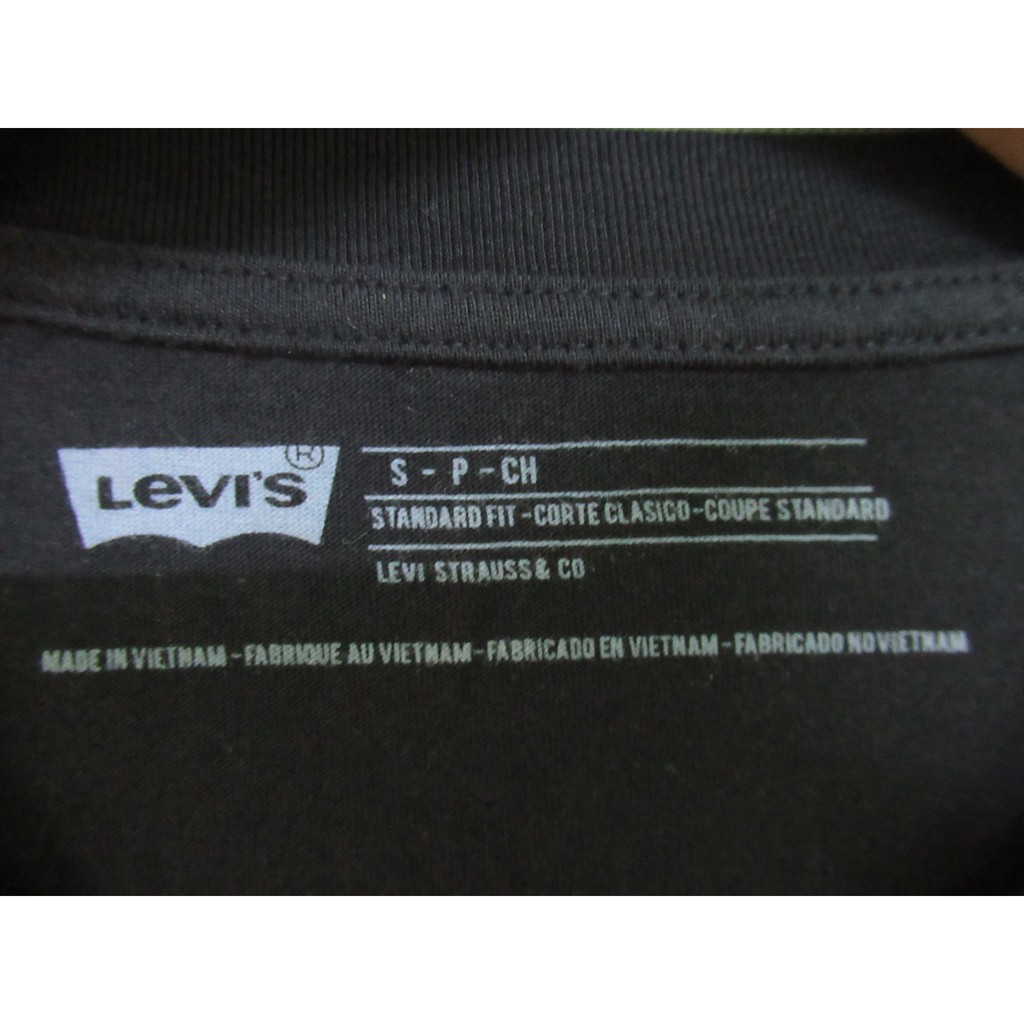 LEVI'S ®
S - P - CH
STANDARD FIT - CORTE CLASICO - COUPE STANDARD
LEVI STRAUSS & CO
MADE IN VIETNAM - FABRIQUE AU VIETNAM - FABRICADO EN VIETNAM - FABRICADO NO VIETNAM